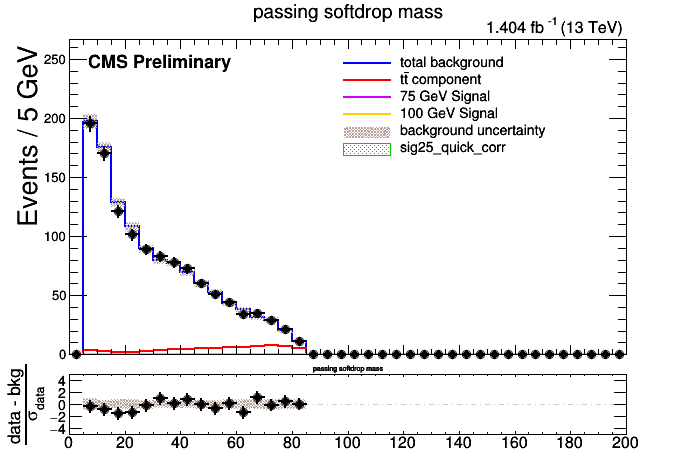 passing softdrop mass
1.404 fb⁻¹ (13 TeV)
CMS Preliminary
total background
tt̄ component
75 GeV Signal
100 GeV Signal
background uncertainty
sig25_quick_corr
Events / 5 GeV
250
200
150
100
50
0
passing softdrop mass
data - bkg
σ data
4
2
0
−2
−4
0 20 40 60 80 100 120 140 160 180 200